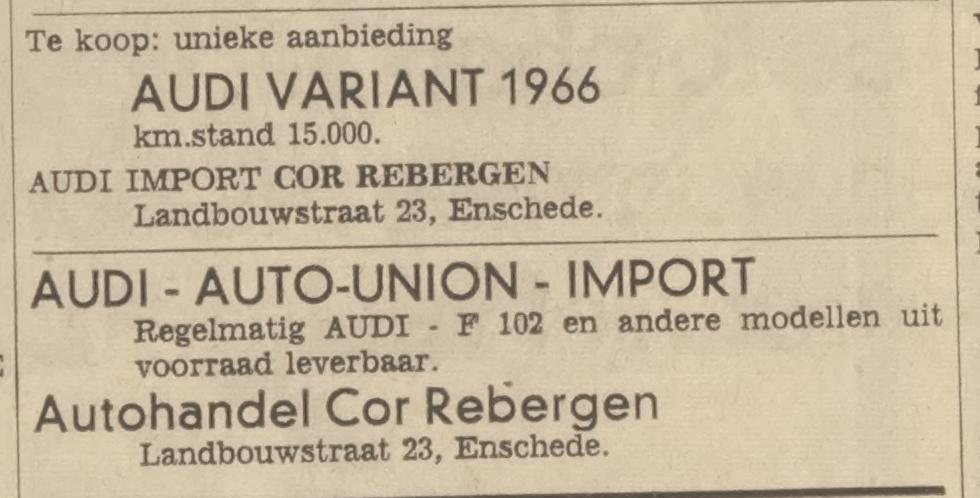 Te koop: unieke aanbieding
AUDI VARIANT 1966
km.stand 15.000.
AUDI IMPORT COR REBERGEN
Landbouwstraat 23, Enschede.
AUDI - AUTO-UNION - IMPORT
Regelmatig AUDI - F 102 en andere modellen uit
voorraad leverbaar.
Autohandel Cor Rebergen
Landbouwstraat 23, Enschede.